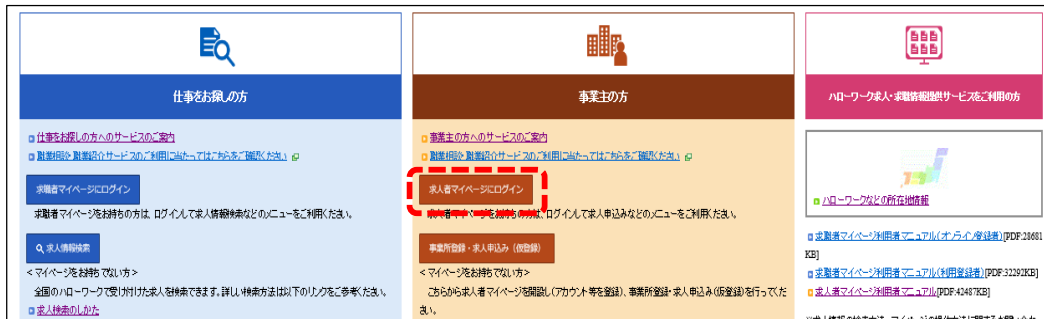 仕事をお探しの方
仕事をお探しの方へのサービスのご案内
職業相談・職業紹介サービスのご利用に当たってはこちらをご確認ください
求職者マイページにログイン
求職者マイページをお持ちの方は、ログインして求人情報検索などのメニューをご利用ください。
求人情報検索
<マイページをお持ちでない方>
全国のハローワークで受け付けた求人を検索できます。詳しい検索方法は以下のリンクをご参考ください。
求人検索のしかた
事業主の方
事業主の方へのサービスのご案内
職業相談・職業紹介サービスのご利用に当たってはこちらをご確認ください
求人者マイページにログイン
求人者マイページをお持ちの方は、ログインして求人申込みなどのメニューをご利用ください。
事業所登録・求人申込み（仮登録）
<マイページをお持ちでない方>
こちらから求人者マイページを開設し(アカウント等を登録)、事業所登録・求人申込み(仮登録)を行ってくだ
さい。
ハローワーク求人・求職情報提供サービスをご利用の方
ハローワークなどの所在地情報
求職者マイページ利用者マニュアル(オンライン登録者)[PDF:28681
KB]
求職者マイページ利用者マニュアル(利用登録者)[PDF:32292KB]
求人者マイページ利用者マニュアル[PDF:42487KB]